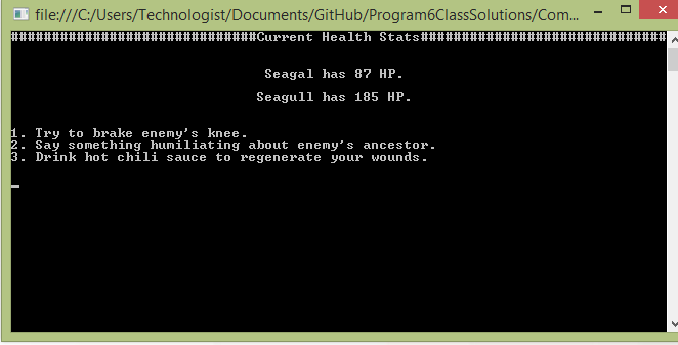 file:///C:/Users/Technologist/Documents/GitHub/Program6ClassSolutions/Com...
##############################Current Health Stats##############################
Seagal has 87 HP.
Seagull has 185 HP.
1. Try to brake enemy's knee.
2. Say something humiliating about enemy's ancestor.
3. Drink hot chili sauce to regenerate your wounds.